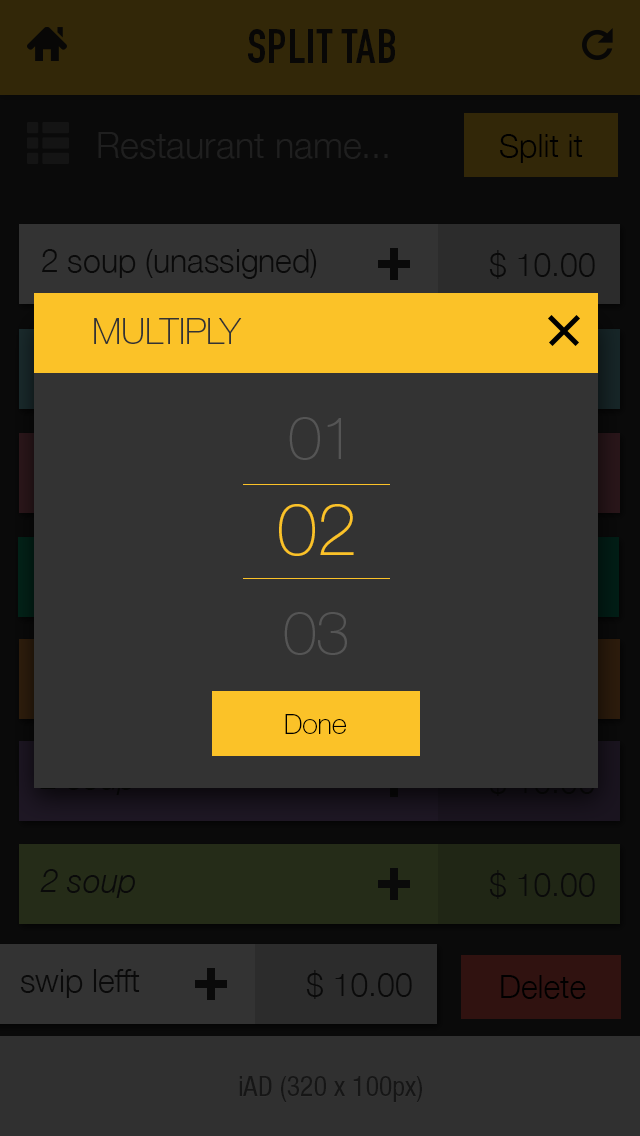 SPLIT TAB
Restaurant name...
Split it
2 soup (unassigned)
$ 10.00
MULTIPLY
01
02
03
Done
2 soup
$ 10.00
swip lefft
$ 10.00
Delete
iAD (320 x 100px)